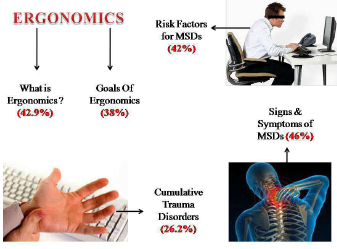 ERGONOMICS
Risk Factors
for MSDs
(42%)
What is
Ergonomics?
(42.9%)
Goals Of
Ergonomics
(38%)
Signs &
Symptoms of
MSDs (46%)
Cumulative
Trauma
Disorders
(26.2%)